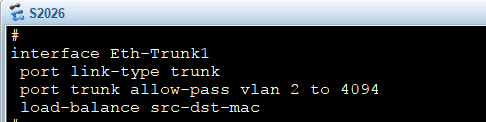 S2026
#
interface Eth-Trunk1
port link-type trunk
port trunk allow-pass vlan 2 to 4094
load-balance src-dst-mac
#